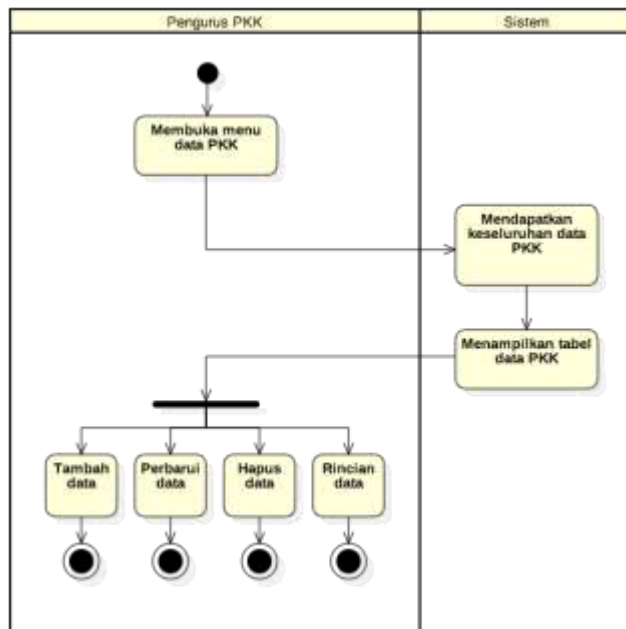 Pengurus PKK
Sistem
Membuka menu
data PKK
Mendapatkan
keseluruhan data
PKK
Menampilkan tabel
data PKK
Tambah
data
Perbarui
data
Hapus
data
Rincian
data